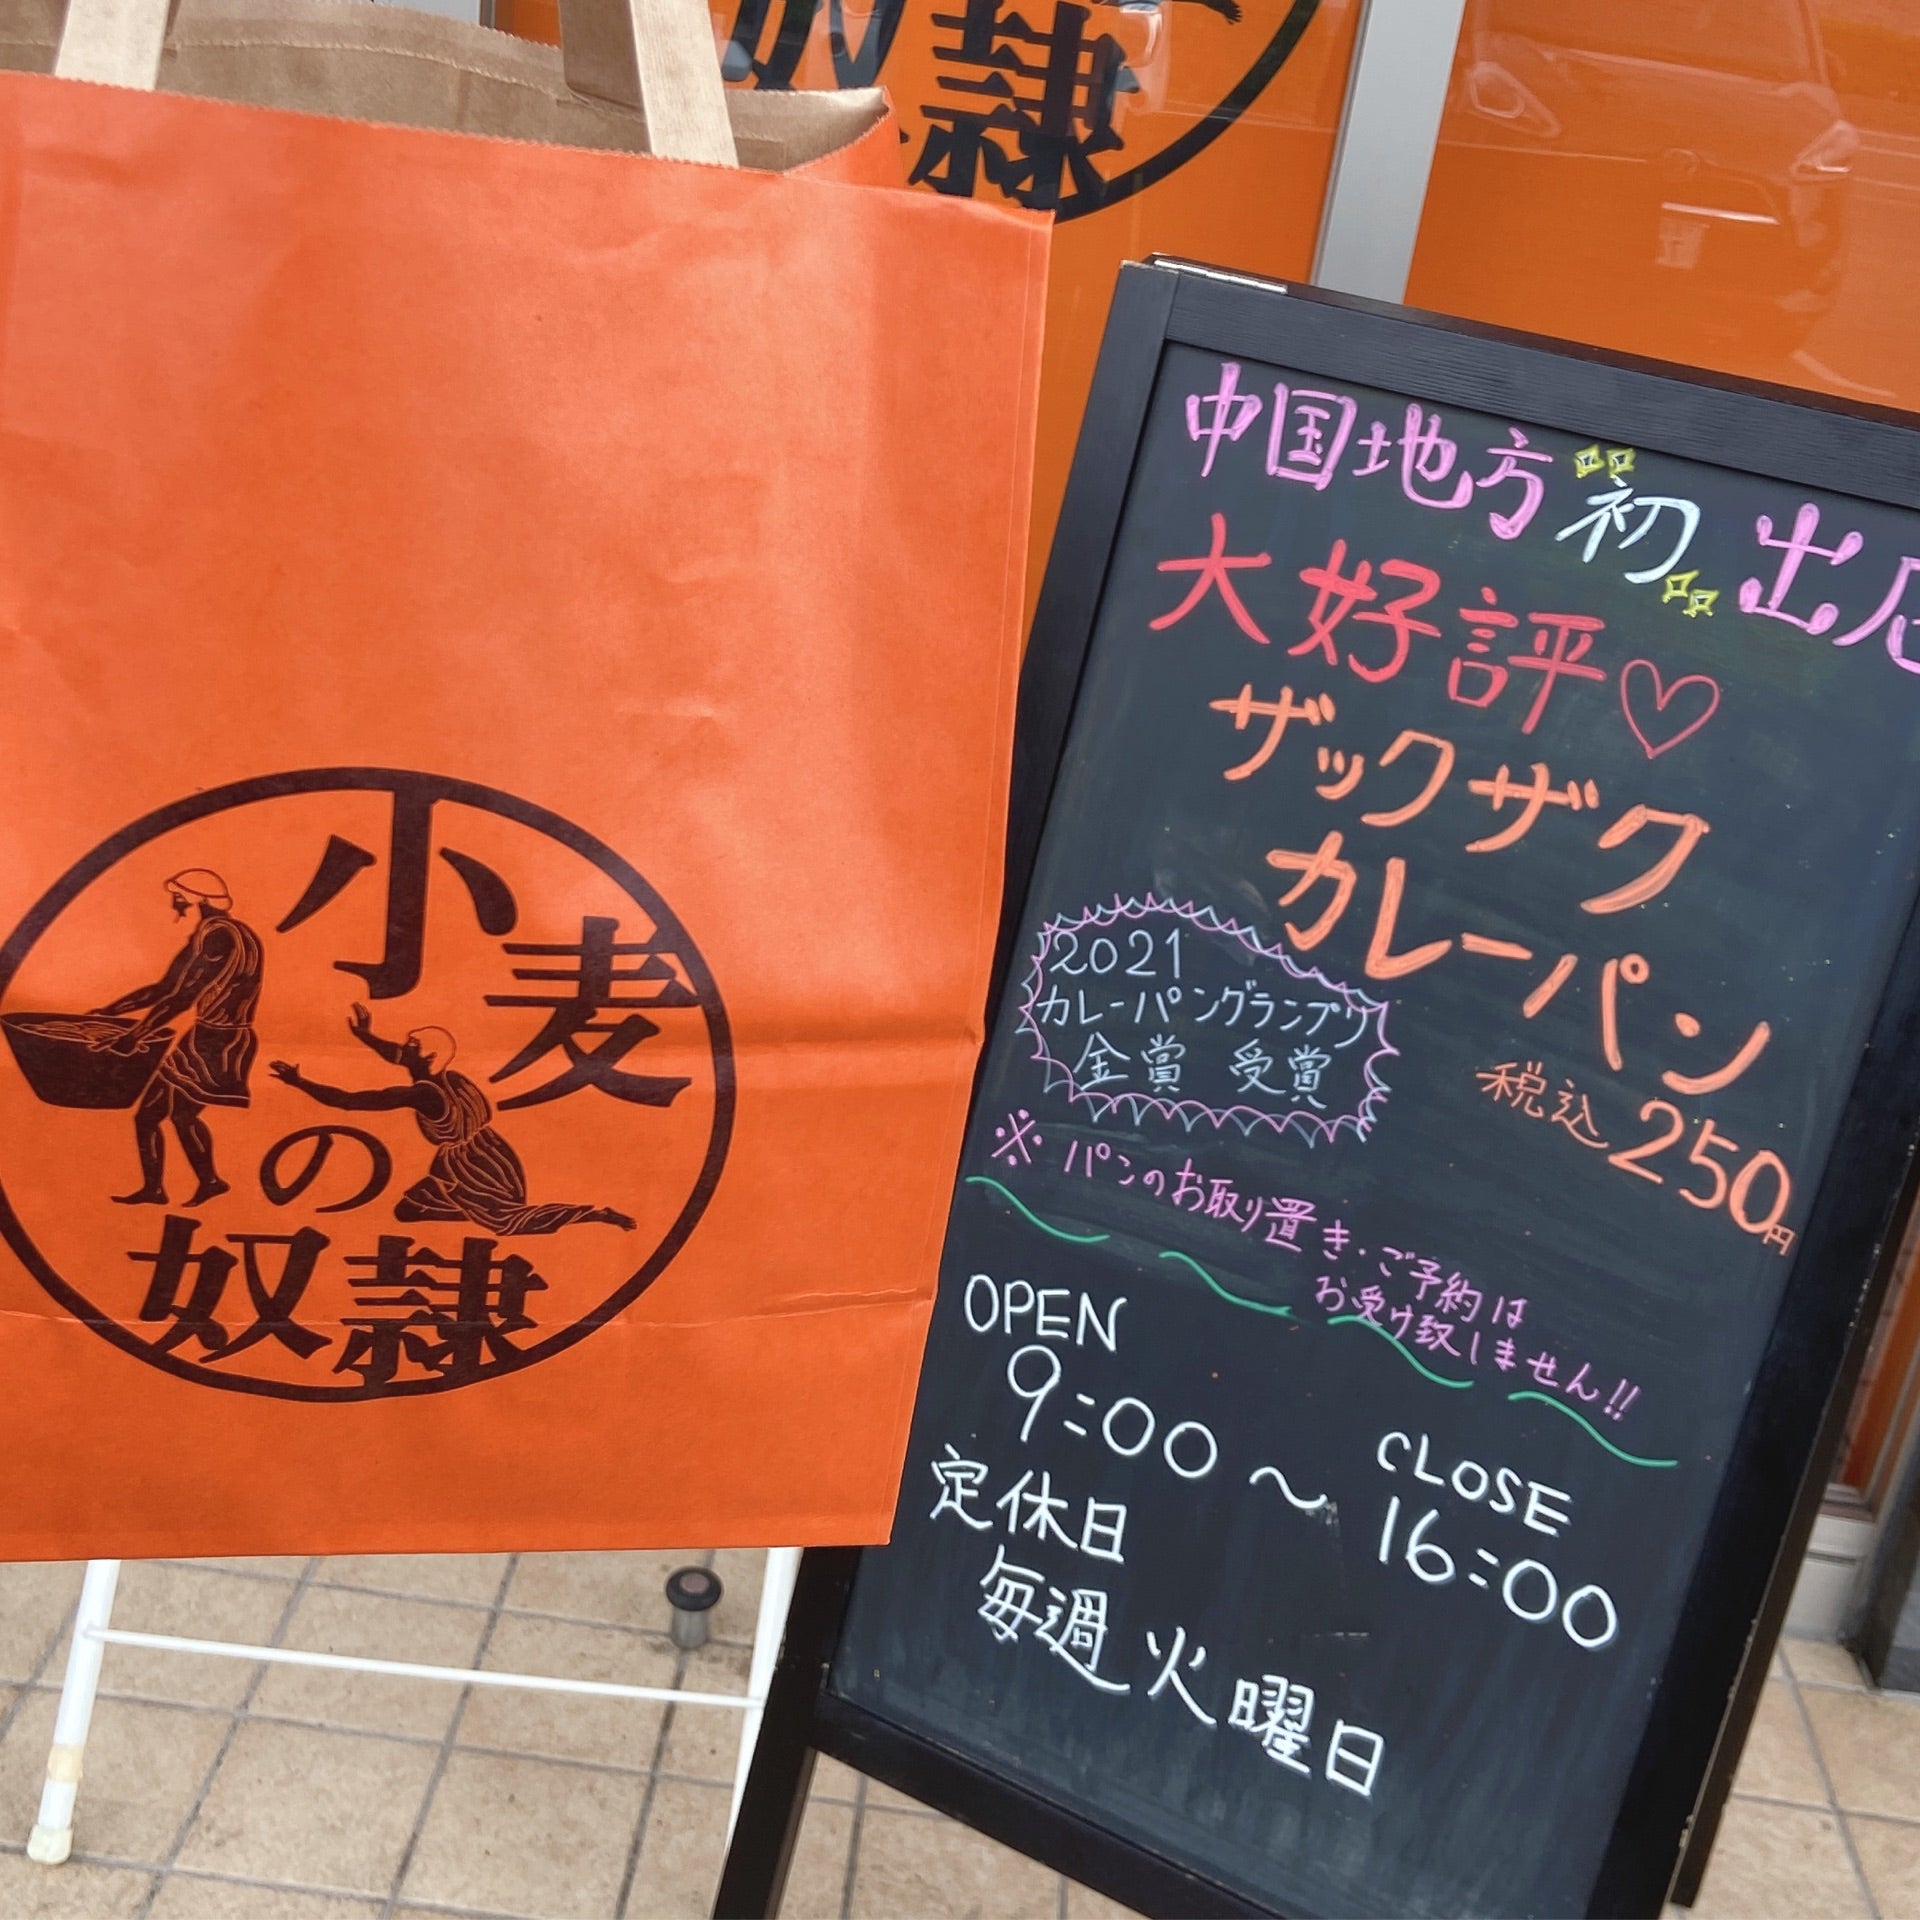 奴隷
小麦
の
奴隷
中国地方初出店
大好評♡
ザックザク
カレーパン
2021
カレーパングランプリ
金賞 受賞
税込250円
※パンのお取り置き・ご予約は
お受け致しません!!
OPEN
9:00 ～
CLOSE
16:00
定休日
毎週火曜日